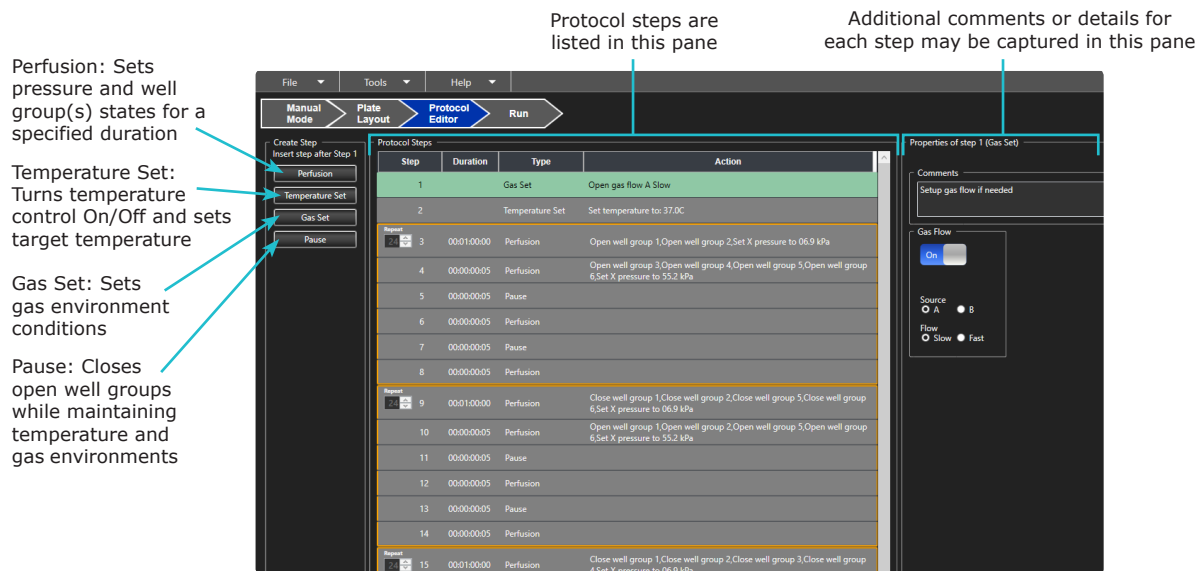 Protocol steps are
listed in this pane
Additional comments or details for
each step may be captured in this pane
Perfusion: Sets
pressure and well
group(s) states for a
specified duration
Temperature Set:
Turns temperature
control On/Off and sets
target temperature
Gas Set: Sets
gas environment
conditions
Pause: Closes
open well groups
while maintaining
temperature and
gas environments
File Tools Help
Manual Mode Plate Layout Protocol Editor Run
Create Step
Insert step after Step 1
Perfusion
Temperature Set
Gas Set
Pause
Protocol Steps
Step Duration Type Action
1 Gas Set Open gas flow A Slow
2 Temperature Set Set temperature to: 37.0C
Repeat
24 3 00:01:00:00 Perfusion Open well group 1,Open well group 2,Set X pressure to 06.9 kPa
4 00:00:00:05 Perfusion Open well group 3,Open well group 4,Open well group 5,Open well group
6,Set X pressure to 55.2 kPa
5 00:00:00:05 Pause
6 00:00:00:05 Perfusion
7 00:00:00:05 Pause
8 00:00:00:05 Perfusion
Repeat
24 9 00:01:00:00 Perfusion Close well group 1,Close well group 2,Close well group 5,Close well group
6,Set X pressure to 06.9 kPa
10 00:00:00:05 Perfusion Open well group 1,Open well group 2,Open well group 5,Open well group
6,Set X pressure to 55.2 kPa
11 00:00:00:05 Pause
12 00:00:00:05 Perfusion
13 00:00:00:05 Pause
14 00:00:00:05 Perfusion
Repeat
24 15 00:01:00:00 Perfusion Close well group 1,Close well group 2,Close well group 3,Close well group
4,Set X pressure to 06.9 kPa
Properties of step 1 (Gas Set)
Comments
Setup gas flow if needed
Gas Flow
On
Source
A B
Flow
Slow Fast